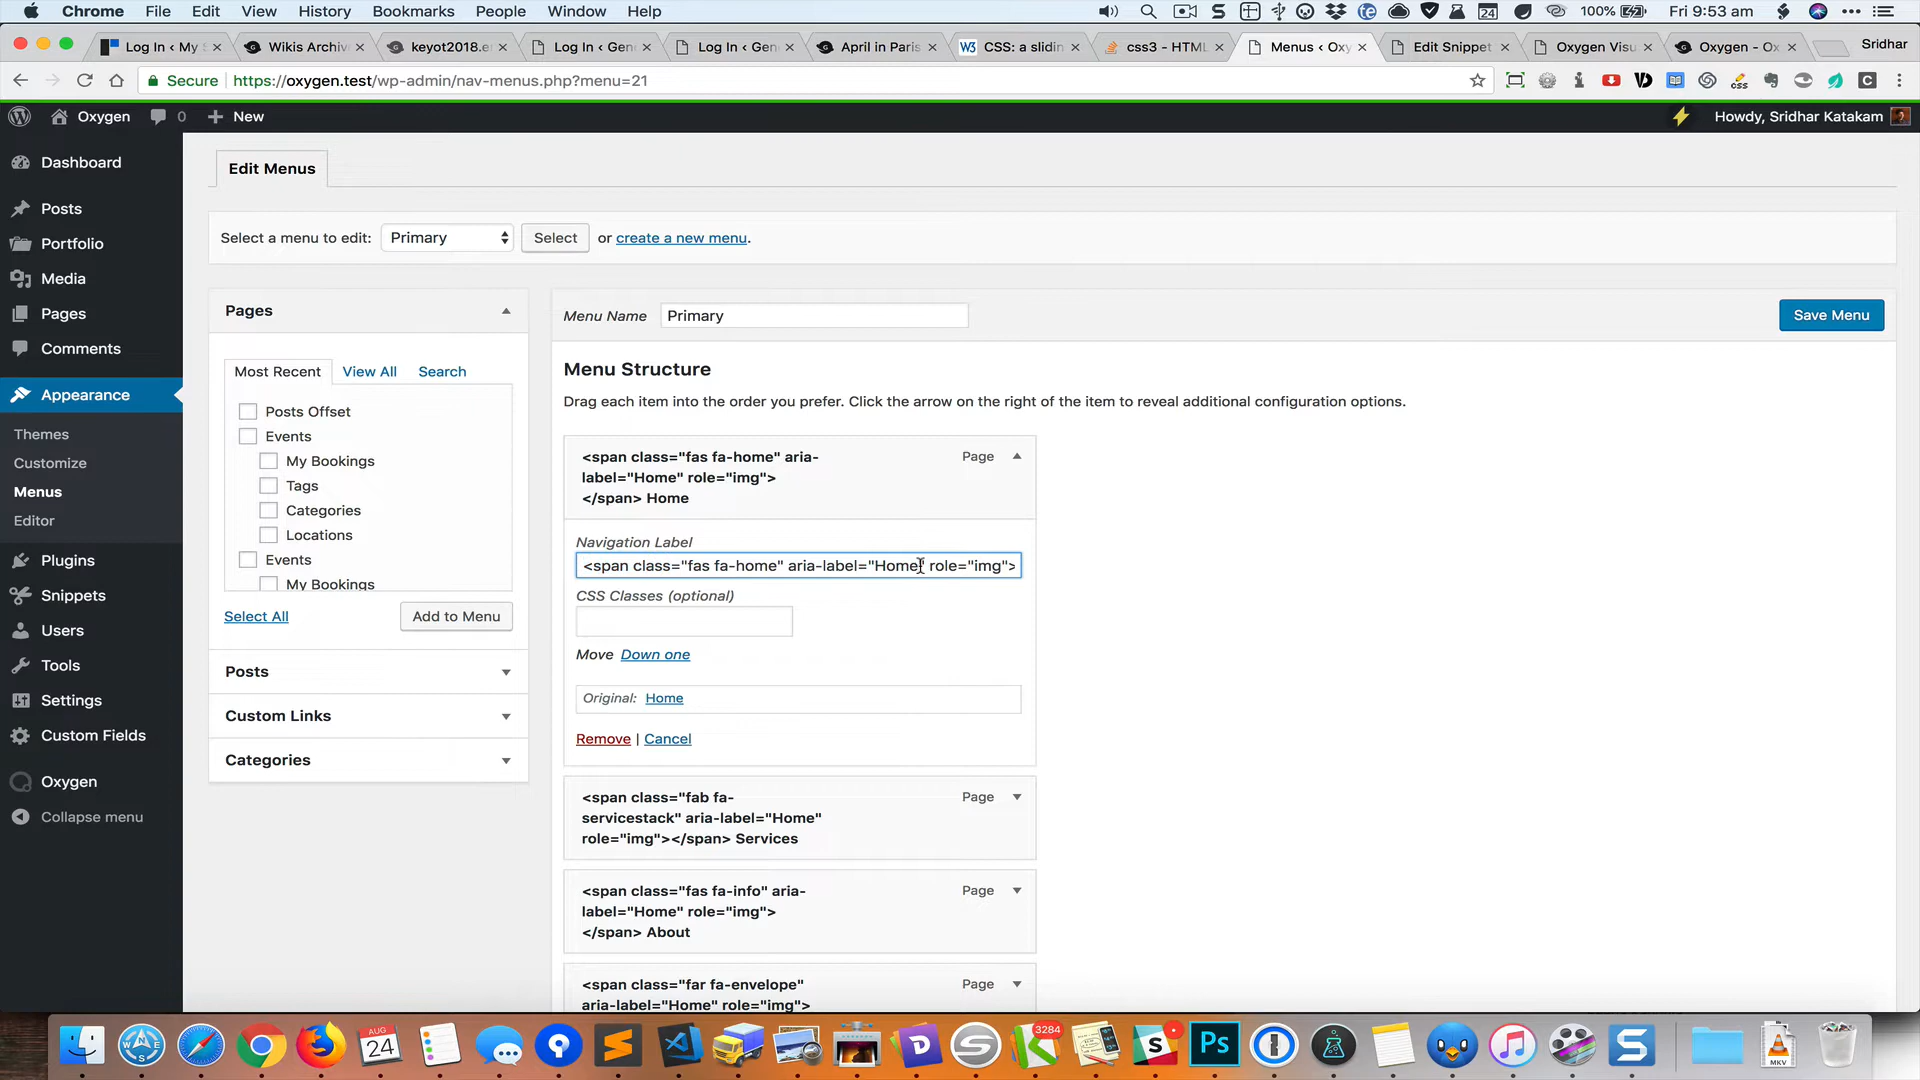 Chrome File Edit View History Bookmarks People Window Help 100% Fri 9:53 am
Log In ‹ My S Wikis Archiv keyot2018.e Log In ‹ Gen Log In ‹ Gen April in Paris W3 CSS: a slidin css3 - HTML Menus ‹ Oxy Edit Snippet Oxygen Visu Oxygen - Ox Sridhar
Secure https://oxygen.test/wp-admin/nav-menus.php?menu=21
Oxygen 0 New Howdy, Sridhar Katakam
Dashboard
Posts
Portfolio
Media
Pages
Comments
Appearance
Themes
Customize
Menus
Editor
Plugins
Snippets
Users
Tools
Settings
Custom Fields
Oxygen
Collapse menu
Edit Menus
Select a menu to edit: Primary Select or create a new menu.
Pages
Most Recent View All Search
Posts Offset
Events
My Bookings
Tags
Categories
Locations
Events
My Bookings
Select All Add to Menu
Posts
Custom Links
Categories
Menu Name Primary Save Menu
Menu Structure
Drag each item into the order you prefer. Click the arrow on the right of the item to reveal additional configuration options.
<span class="fas fa-home" aria- Page
label="Home" role="img">
</span> Home
Navigation Label
<span class="fas fa-home" aria-label="Home" role="img">
CSS Classes (optional)
Move Down one
Original: Home
Remove | Cancel
<span class="fab fa- Page
servicestack" aria-label="Home"
role="img"></span> Services
<span class="fas fa-info" aria- Page
label="Home" role="img">
</span> About
<span class="far fa-envelope" Page
aria-label="Home" role="img">
AUG
24
3284
Ps
MKV